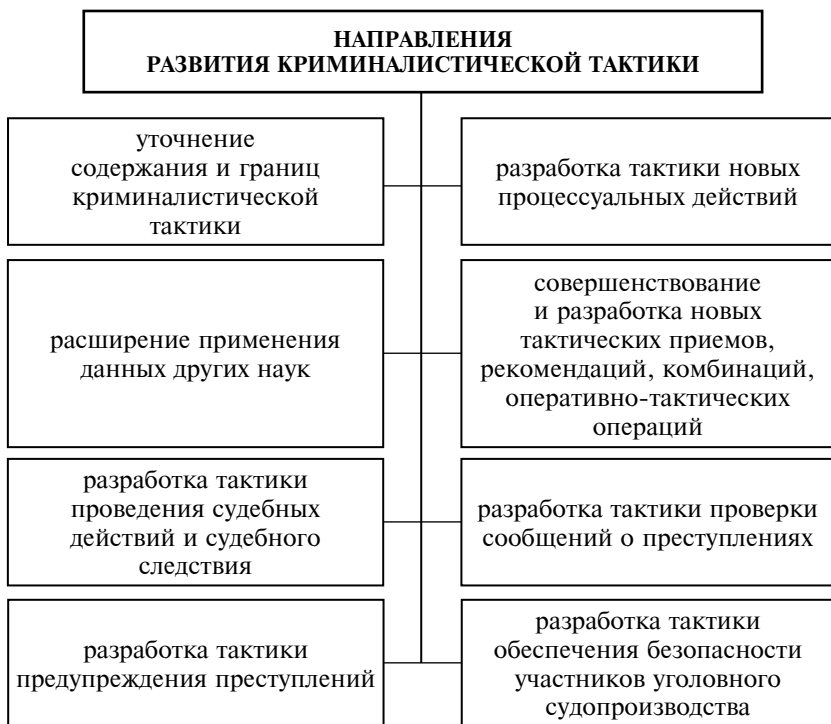 НАПРАВЛЕНИЯ
РАЗВИТИЯ КРИМИНАЛИСТИЧЕСКОЙ ТАКТИКИ
уточнение
содержания и границ
криминалистической
тактики
разработка тактики новых
процессуальных действий
расширение применения
данных других наук
совершенствование
и разработка новых
тактических приемов,
рекомендаций, комбинаций,
оперативно-тактических
операций
разработка тактики
проведения судебных
действий и судебного
следствия
разработка тактики проверки
сообщений о преступлениях
разработка тактики
предупреждения преступлений
разработка тактики
обеспечения безопасности
участников уголовного
судопроизводства